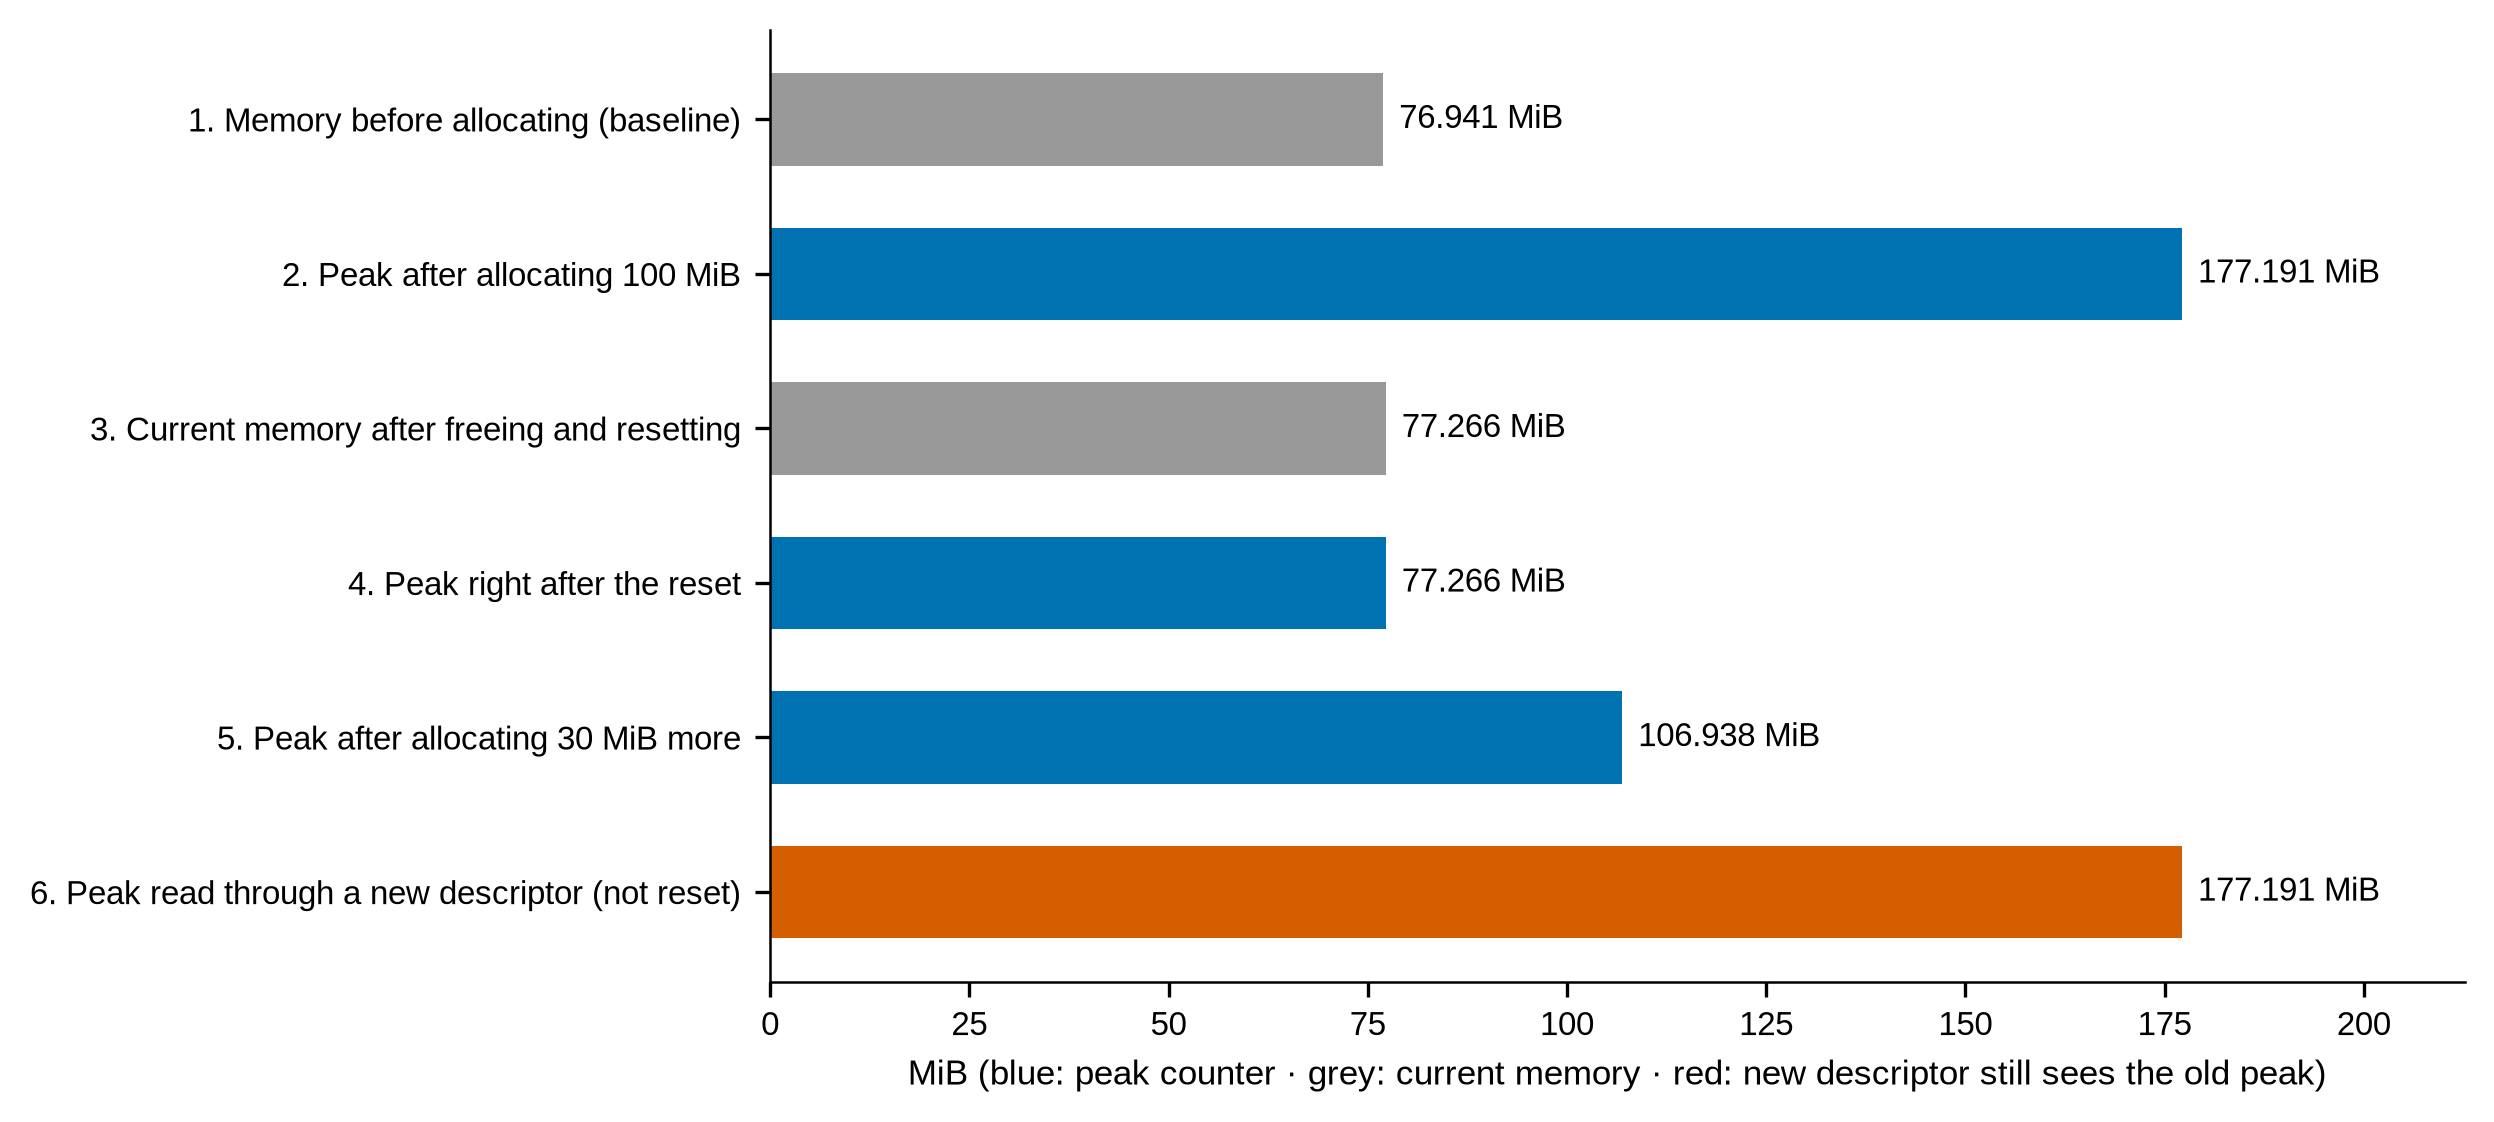 1. Memory before allocating (baseline)
76.941 MiB
2. Peak after allocating 100 MiB
177.191 MiB
3. Current memory after freeing and resetting
77.266 MiB
4. Peak right after the reset
77.266 MiB
5. Peak after allocating 30 MiB more
106.938 MiB
6. Peak read through a new descriptor (not reset)
177.191 MiB
0 25 50 75 100 125 150 175 200
MiB (blue: peak counter · grey: current memory · red: new descriptor still sees the old peak)